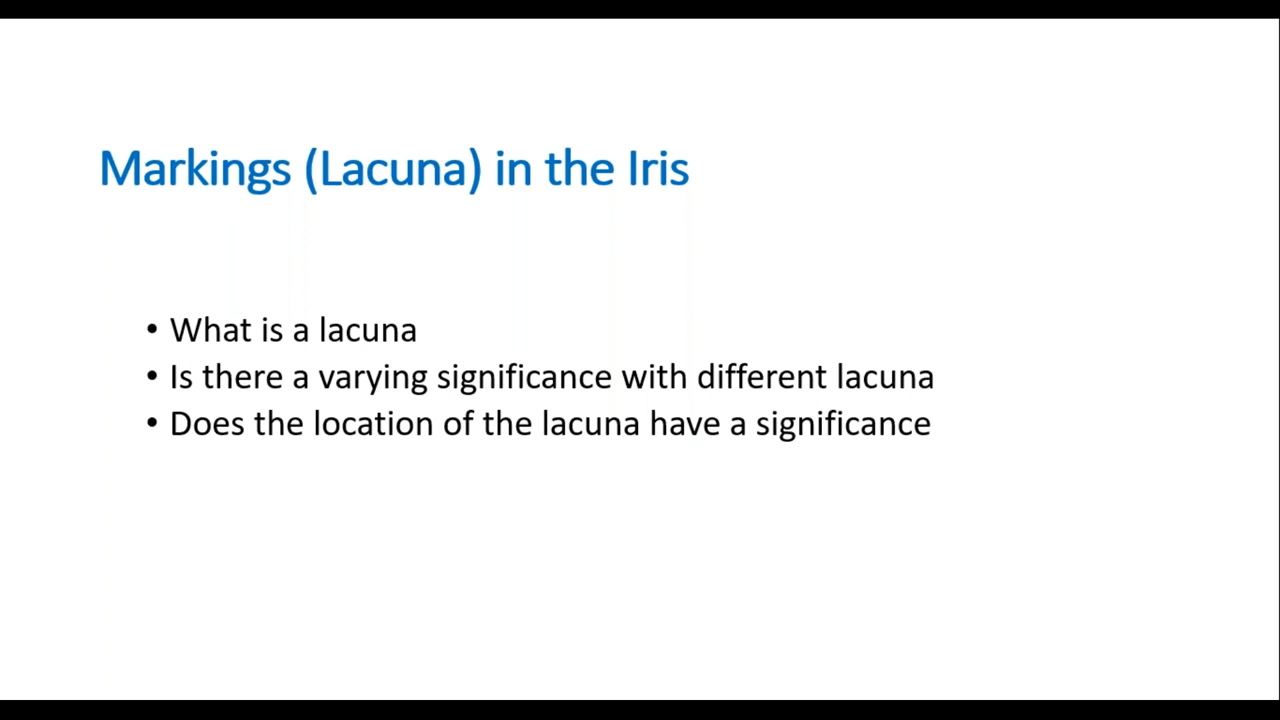 Markings (Lacuna) in the Iris
• What is a lacuna
• Is there a varying significance with different lacuna
• Does the location of the lacuna have a significance